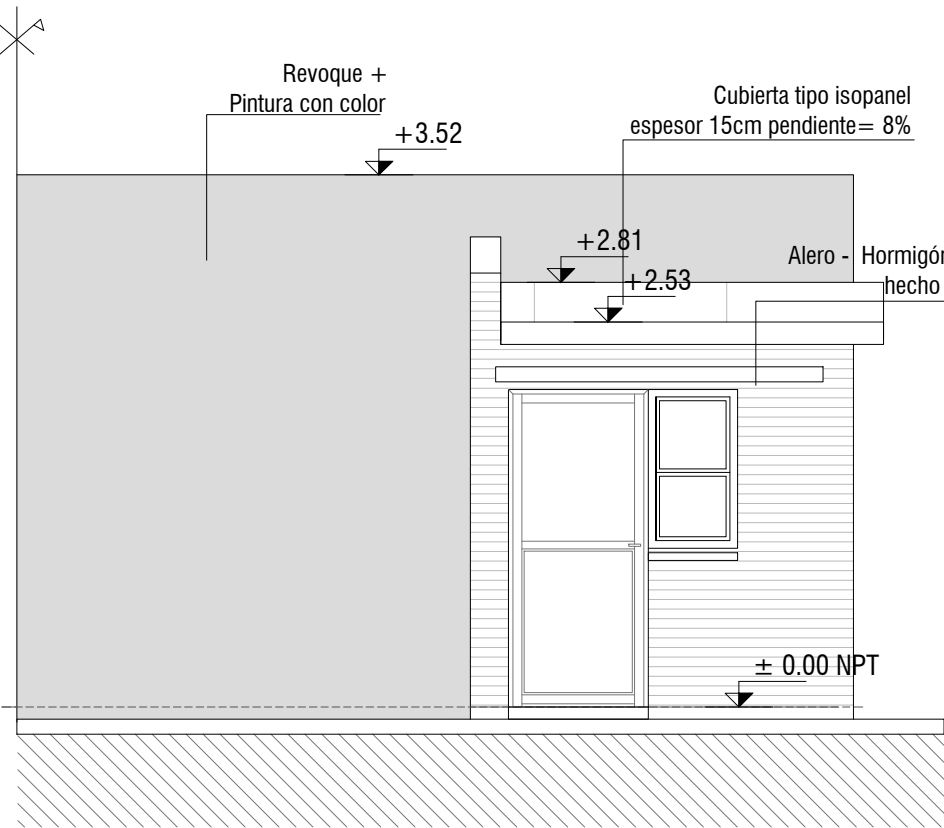 Revoque +
Pintura con color
Cubierta tipo isopanel
espesor 15cm pendiente= 8%
+3.52
+2.81
+2.53
Alero - Hormigón
hecho
± 0.00 NPT